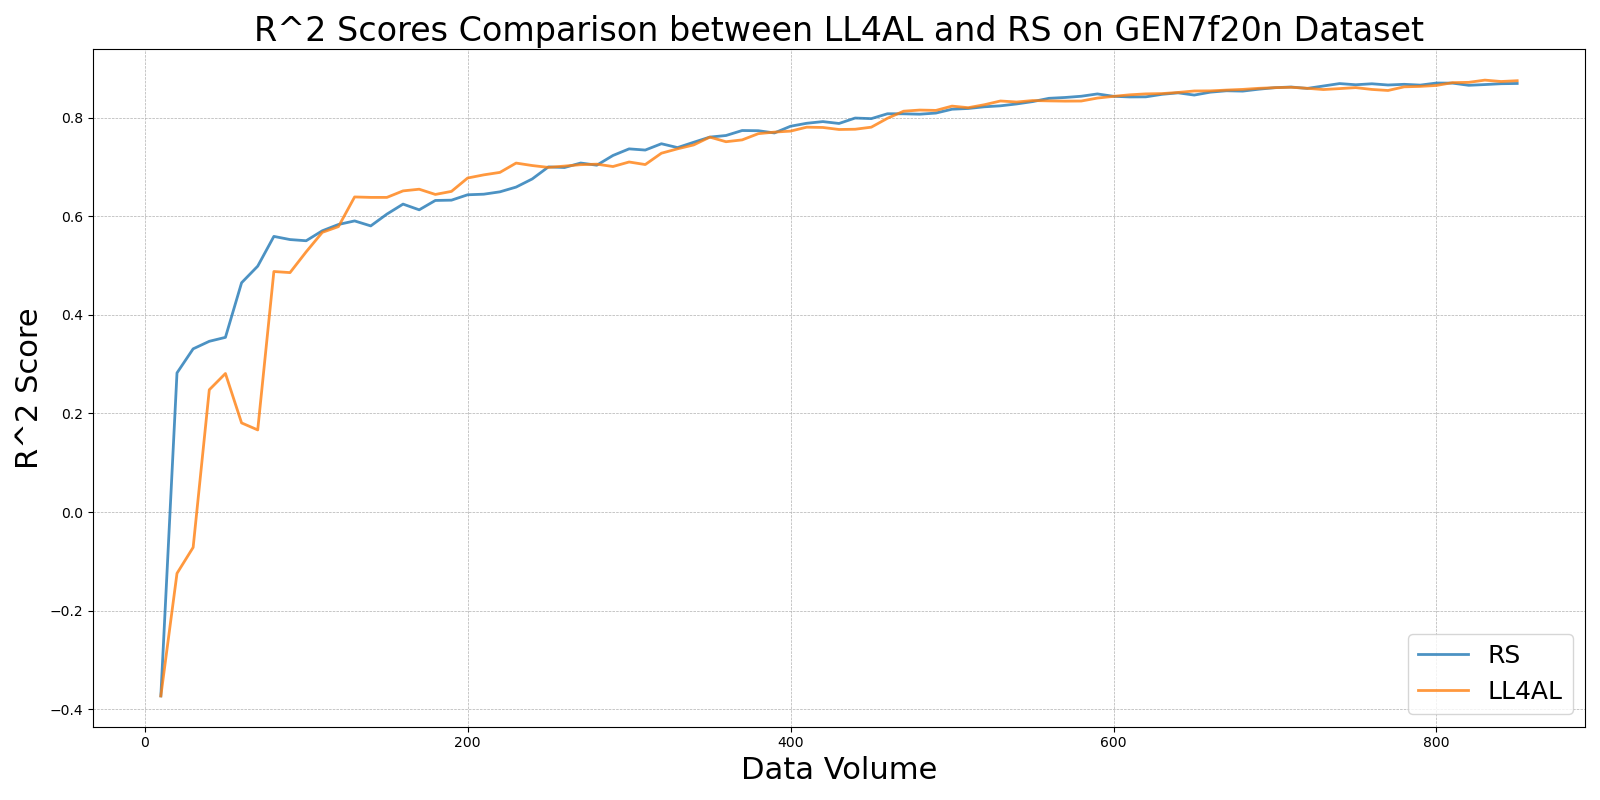 R^2 Scores Comparison between LL4AL and RS on GEN7f20n Dataset
R^2 Score
0.8
0.6
0.4
0.2
0.0
−0.2
−0.4
RS
LL4AL
0 200 400 600 800
Data Volume